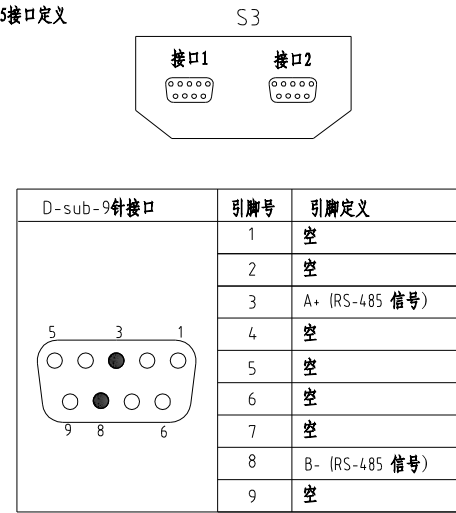 5接口定义
S3
接口1 接口2
D-sub-9针接口 引脚号 引脚定义
1 空
2 空
3 A+ (RS-485 信号)
4 空
5 空
6 空
7 空
8 B- (RS-485 信号)
9 空
5 3 1
9 8 6